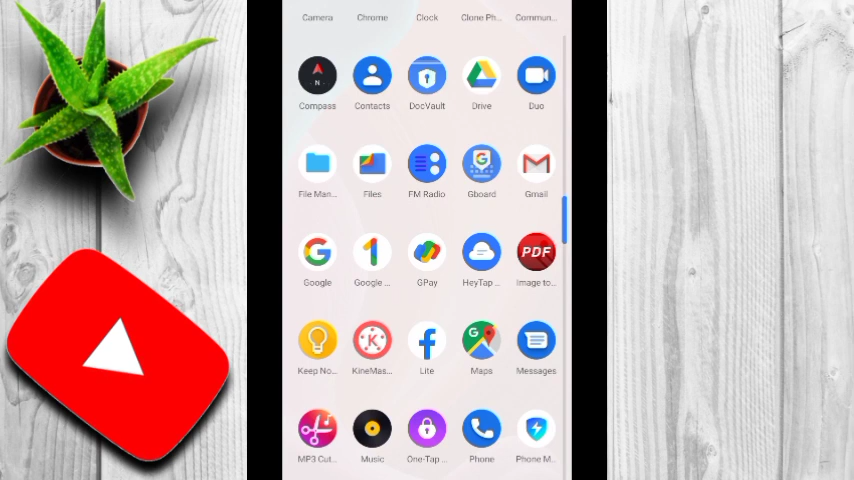 Camera Chrome Clock Clone Ph... Commun...
N
Compass Contacts DocVault Drive Duo
G
File Man... Files FM Radio Gboard Gmail
G 1 PDF
Google Google ... GPay HeyTap ... Image to...
K f G
Keep No... KineMas... Lite Maps Messages
MP3 Cut... Music One-Tap ... Phone Phone M...